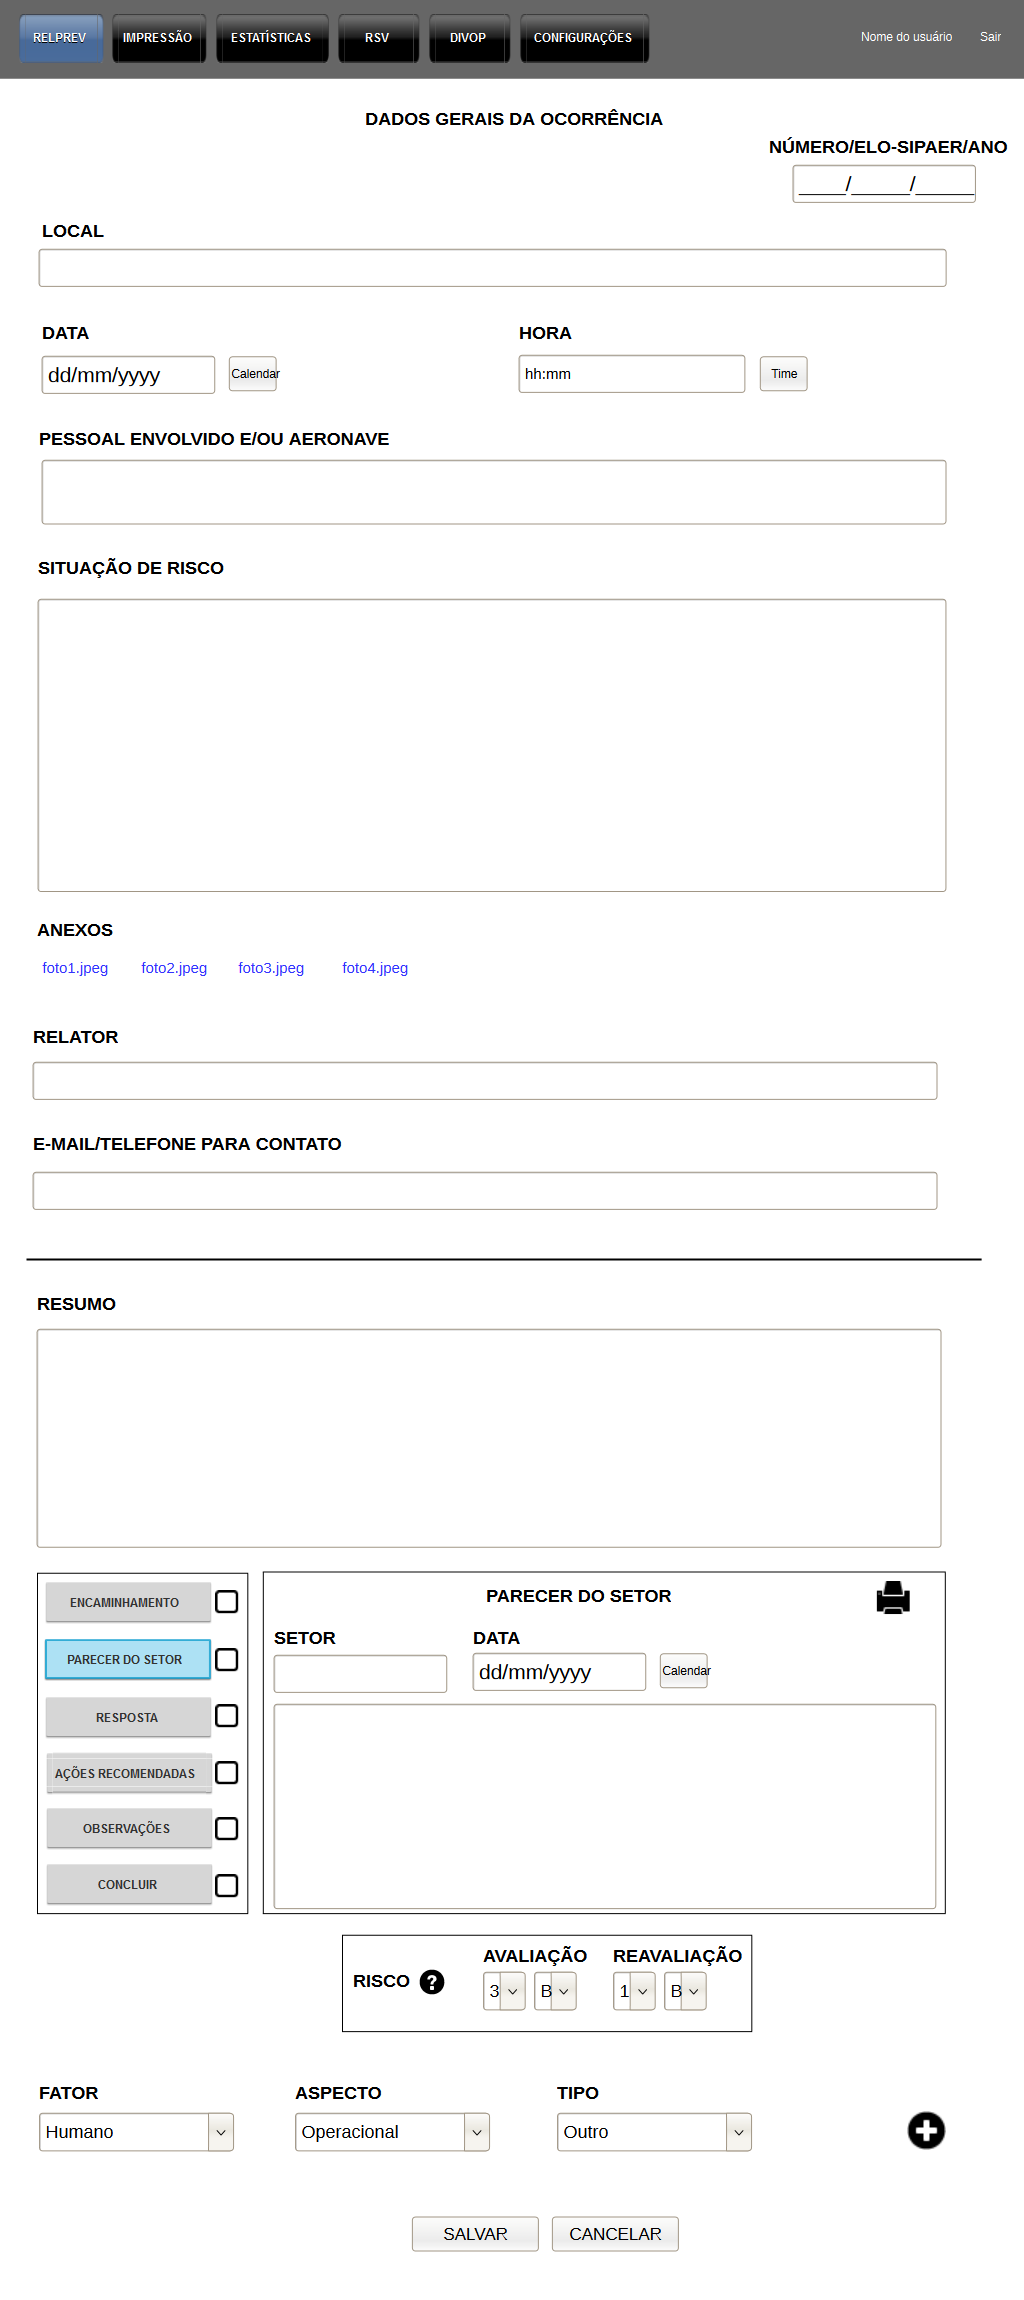 RELPREV IMPRESSÃO ESTATÍSTICAS RSV DIVOP CONFIGURAÇÕES Nome do usuário Sair
DADOS GERAIS DA OCORRÊNCIA
NÚMERO/ELO-SIPAER/ANO
____/_____/_____
LOCAL
DATA HORA
dd/mm/yyyy Calendar hh:mm Time
PESSOAL ENVOLVIDO E/OU AERONAVE
SITUAÇÃO DE RISCO
ANEXOS
foto1.jpeg foto2.jpeg foto3.jpeg foto4.jpeg
RELATOR
E-MAIL/TELEFONE PARA CONTATO
RESUMO
ENCAMINHAMENTO
PARECER DO SETOR
RESPOSTA
AÇÕES RECOMENDADAS
OBSERVAÇÕES
CONCLUIR
PARECER DO SETOR
SETOR DATA
dd/mm/yyyy Calendar
AVALIAÇÃO REAVALIAÇÃO
RISCO ? 3 B 1 B
FATOR ASPECTO TIPO
Humano Operacional Outro
SALVAR CANCELAR